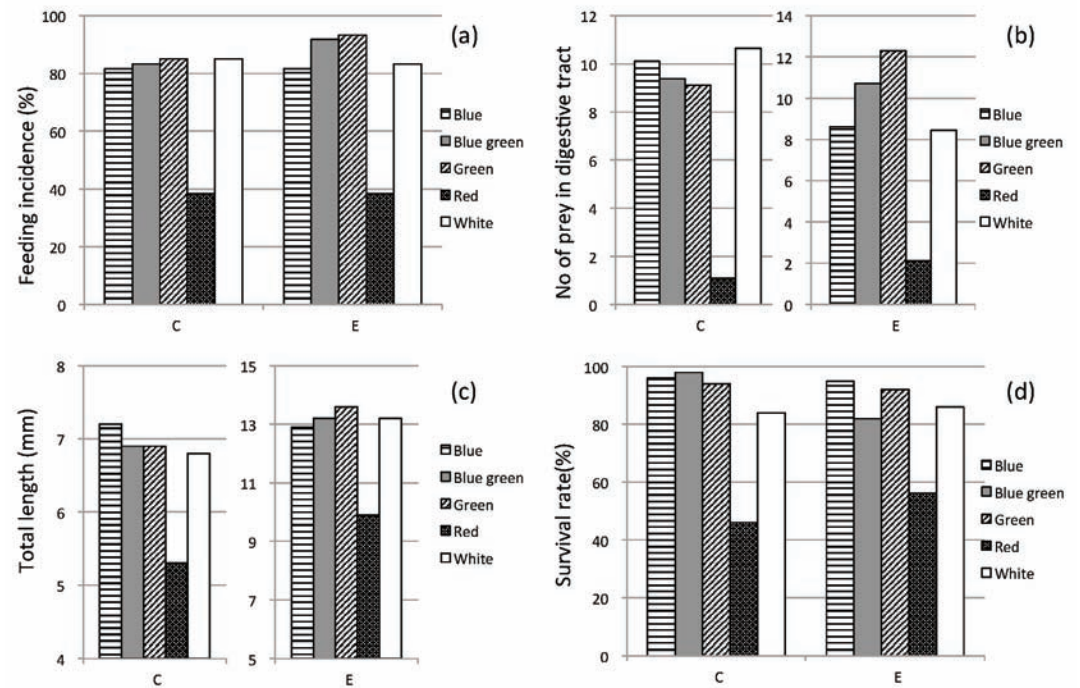 (a)
Feeding incidence (%)
100
80
60
40
20
0
C
E
Blue
Blue green
Green
Red
White
(b)
No of prey in digestive tract
12
10
8
6
4
2
0
C
14
12
10
8
6
4
2
0
E
Blue
Blue green
Green
Red
White
(c)
Total length (mm)
8
7
6
5
4
C
15
13
11
9
7
5
E
Blue
Blue green
Green
Red
White
(d)
Survival rate(%)
100
80
60
40
20
0
C
E
Blue
Blue green
Green
Red
White